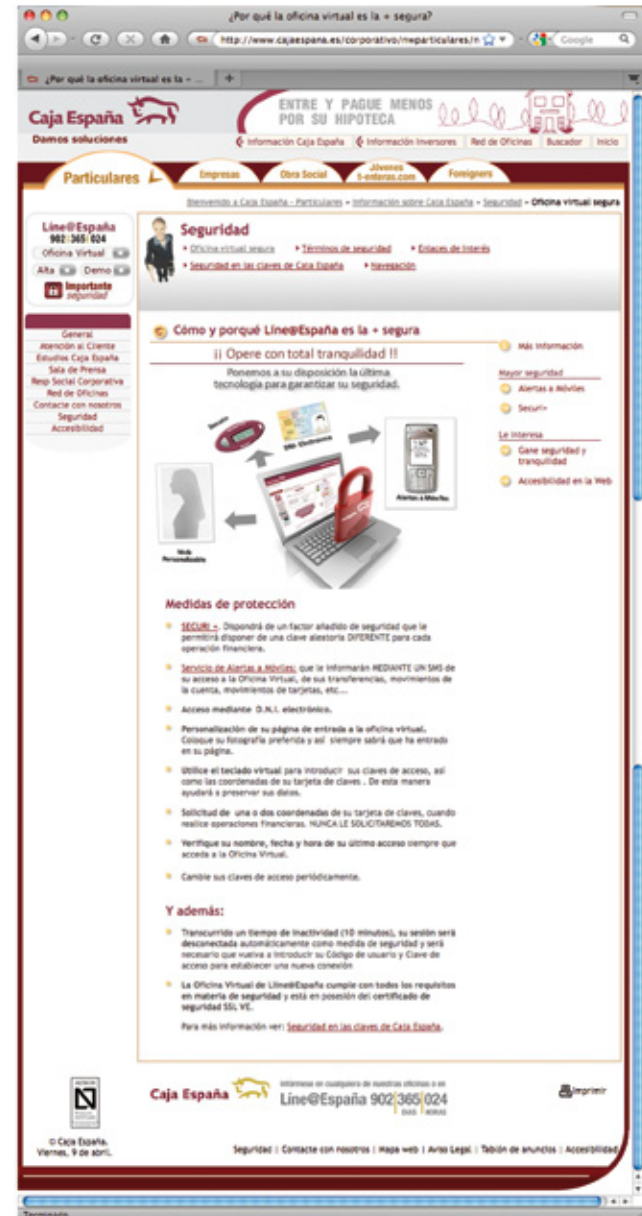 ¿Por qué la oficina virtual es la + segura?
http://www.cajaespana.es/corporativo/nwparticulares/n
Google
¿Por qué la oficina virtual es la + ...
Caja España
Damos soluciones
ENTRE Y PAGUE MENOS
POR SU HIPOTECA
Información Caja España Información Inversores Red de Oficinas Buscador Inicio
Particulares Empresas Obra Social Jóvenes Foreigners
t-enteras.com
Bienvenido a Caja España - Particulares - Información sobre Caja España - Seguridad - Oficina virtual segura
Line@España
902 365 024
Oficina Virtual
Alta Demo
Importante
seguridad
General
Atención al Cliente
Estudios Caja España
Sala de Prensa
Resp Social Corporativa
Red de Oficinas
Contacte con nosotros
Seguridad
Accesibilidad
Seguridad
Oficina virtual segura Términos de seguridad Enlaces de Interés
Seguridad en las claves de Caja España Navegación
Cómo y porqué Line@España es la + segura
¡¡ Opere con total tranquilidad !!
Ponemos a su disposición la última
tecnología para garantizar su seguridad.
DNI Electrónico
Alertas a Móviles
Web
Personalizable
Más Información
Mayor seguridad
Alertas a Móviles
Securi+
Le Interesa
Gane seguridad y
tranquilidad
Accesibilidad en la Web
Medidas de protección
SECURI +. Dispondrá de un factor añadido de seguridad que le
permitirá disponer de una clave aleatoria DIFERENTE para cada
operación financiera.
Servicio de Alertas a Móviles: que le informarán MEDIANTE UN SMS de
su acceso a la Oficina Virtual, de sus transferencias, movimientos de
la cuenta, movimientos de tarjetas, etc...
Acceso mediante D.N.I. electrónico.
Personalización de su página de entrada a la oficina virtual.
Coloque su fotografía preferida y así siempre sabrá que ha entrado
en su página.
Utilice el teclado virtual para introducir sus claves de acceso, así
como las coordenadas de su tarjeta de claves . De esta manera
ayudará a preservar sus datos.
Solicitud de una o dos coordenadas de su tarjeta de claves, cuando
realice operaciones financieras. NUNCA LE SOLICITAREMOS TODAS.
Verifique su nombre, fecha y hora de su último acceso siempre que
acceda a la Oficina Virtual.
Cambie sus claves de acceso periódicamente.
Y además:
Transcurrido un tiempo de inactividad (10 minutos), su sesión será
desconectada automáticamente como medida de seguridad y será
necesario que vuelva a introducir su Código de usuario y Clave de
acceso para establecer una nueva conexión
La Oficina Virtual de Line@España cumple con todos los requisitos
en materia de seguridad y está en posesión del certificado de
seguridad SSL VE.
Para más información ver: Seguridad en las claves de Caja España.
N
© Caja España.
Viernes, 9 de abril.
Caja España
Infórmese en cualquiera de nuestras oficinas o en
Line@España 902 365 024
DIAS HORAS
Imprimir
Seguridad | Contacte con nosotros | Mapa web | Aviso Legal | Tablón de anuncios | Accesibilidad
Terminado